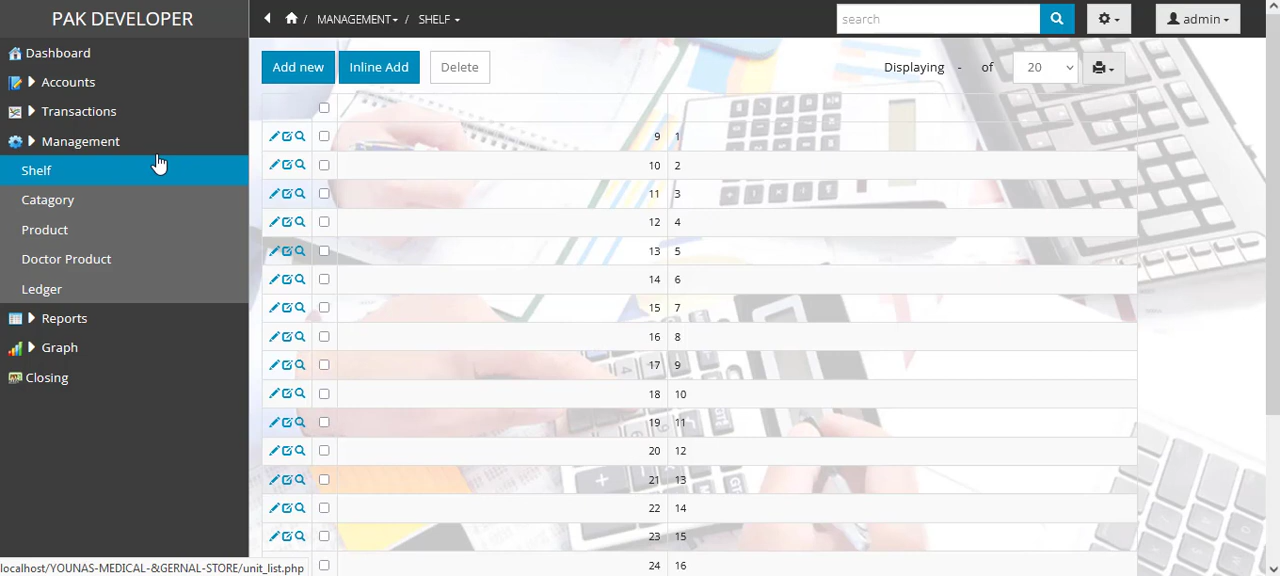 PAK DEVELOPER
MANAGEMENT / SHELF
search
admin
Dashboard
Accounts
Transactions
Management
Shelf
Catagory
Product
Doctor Product
Ledger
Reports
Graph
Closing
Add new Inline Add Delete Displaying - of 20
9 1
10 2
11 3
12 4
13 5
14 6
15 7
16 8
17 9
18 10
19 11
20 12
21 13
22 14
23 15
24 16
localhost/YOUNAS-MEDICAL-&GERNAL-STORE/unit_list.php